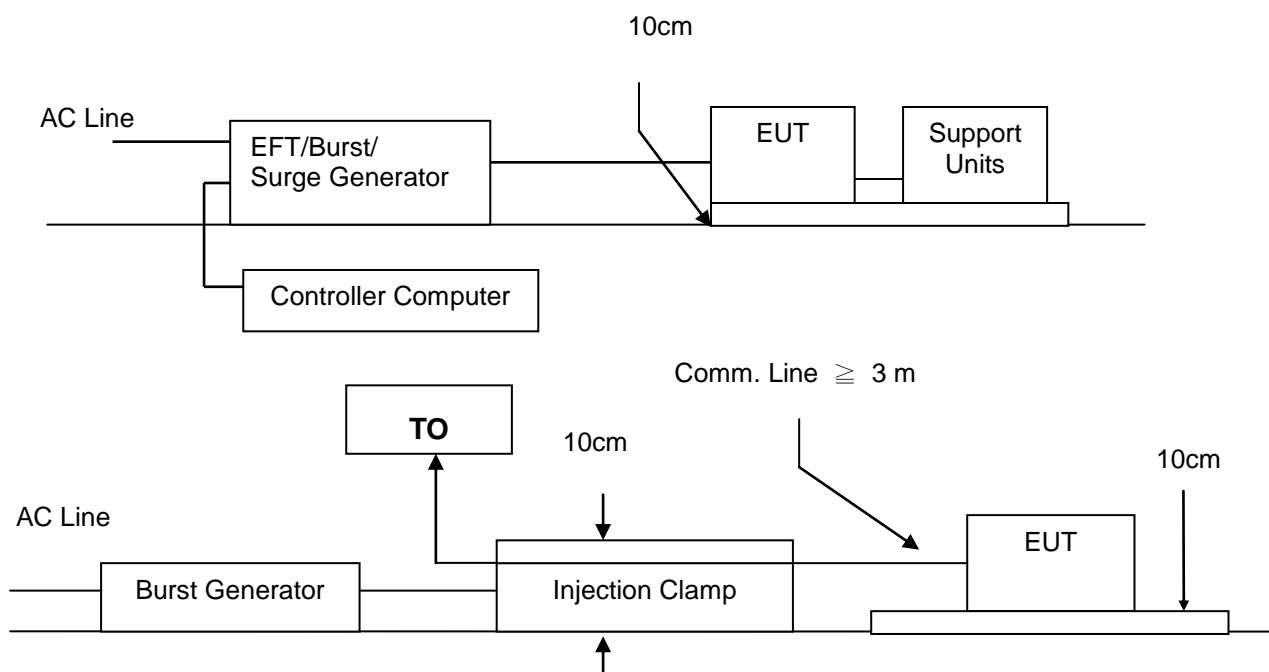 10cm
AC Line
EFT/Burst/
Surge Generator
EUT
Support
Units
Controller Computer
Comm. Line ≧ 3 m
TO
10cm
10cm
AC Line
EUT
Burst Generator
Injection Clamp